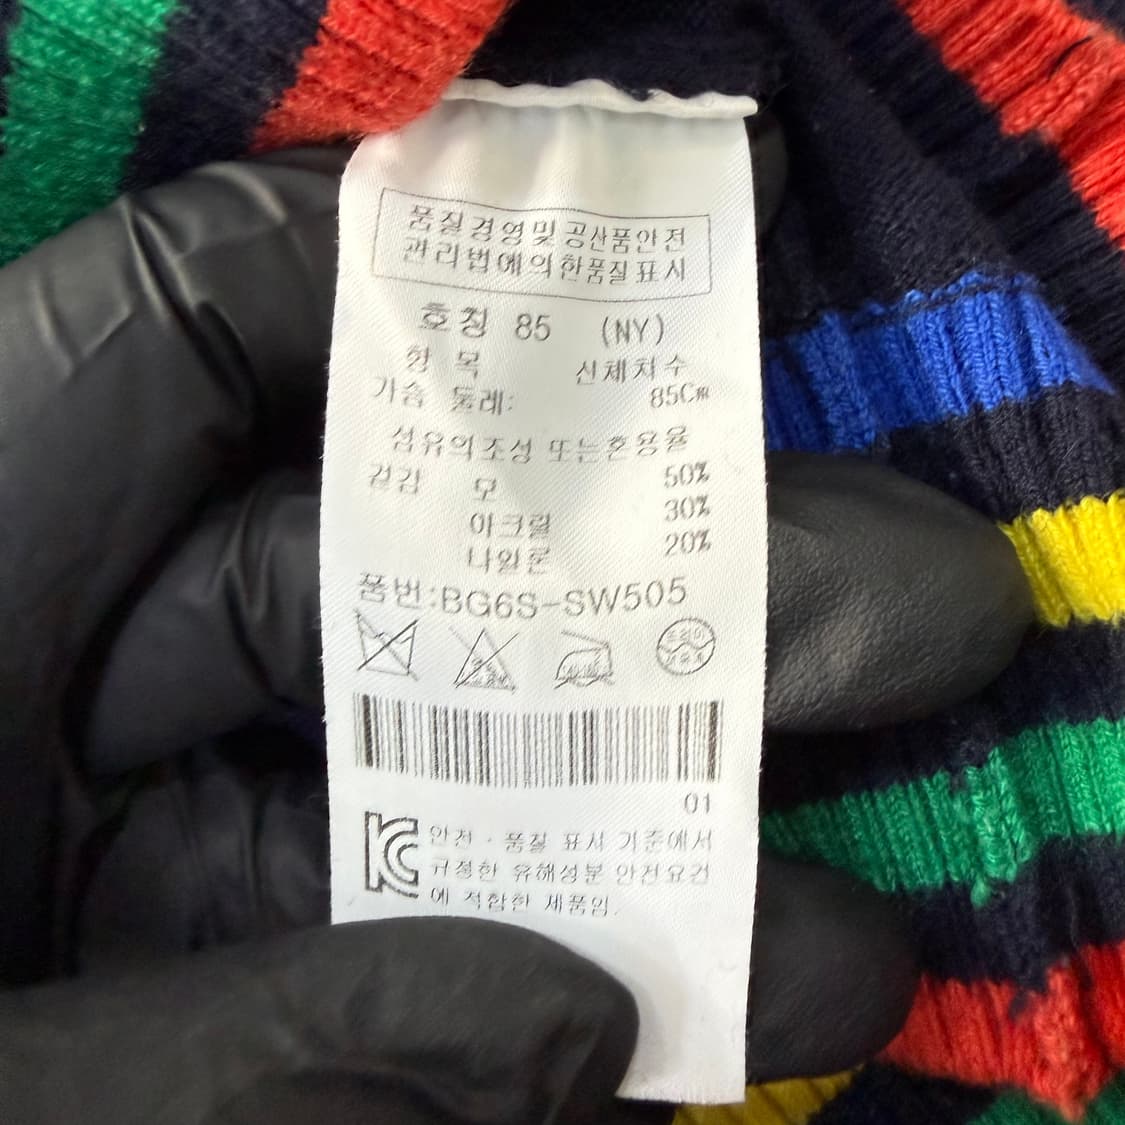 품질경영및 공산품안전
관리법에의한품질표시
호칭 85 (NY)
항 목 신체치수
가슴 둘레: 85Cm
섬유의조성 또는혼용율
겉감 모 50%
아크릴 30%
나일론 20%
품번:BG6S-SW505
드라이
01
KC 안전 · 품질 표시 기준에서
규정한 유해성분 안전요건
에 적합한 제품임.